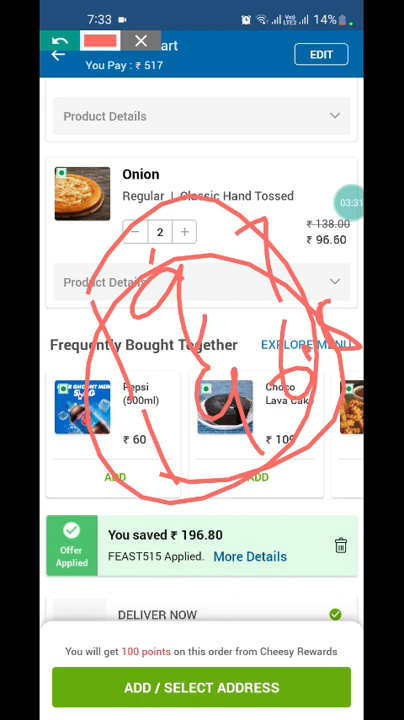 7:33
14%
art
You Pay : ₹ 517
EDIT
Product Details
Onion
Regular | Classic Hand Tossed
03:31
2
₹ 138.00
₹ 96.60
Product Details
Frequently Bought Together
EXPLORE MENU
Pepsi
(500ml)
Choco
Lava Cake
₹ 60
₹ 109
ADD
ADD
You saved ₹ 196.80
Offer
Applied
FEAST515 Applied. More Details
DELIVER NOW
You will get 100 points on this order from Cheesy Rewards
ADD / SELECT ADDRESS